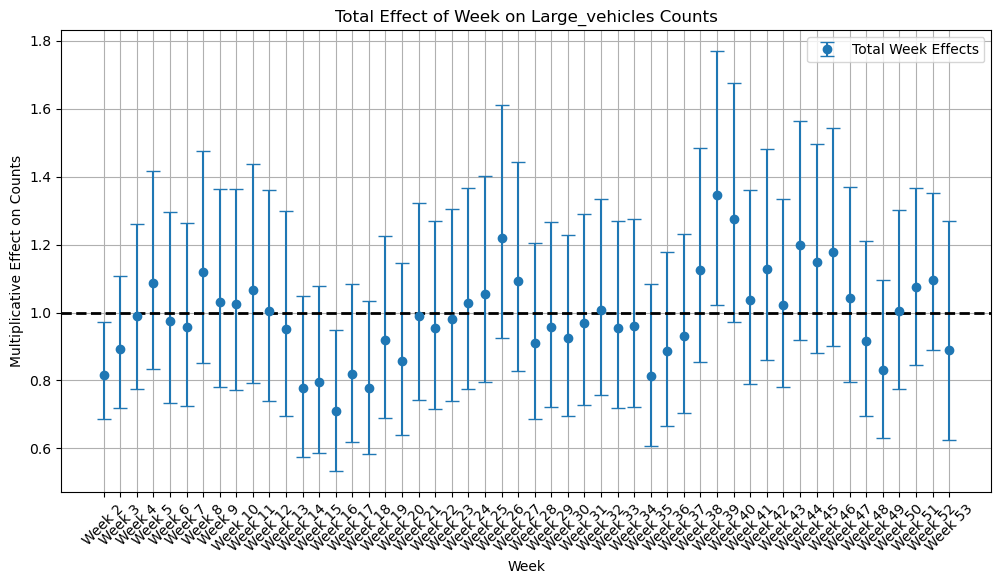 Total Effect of Week on Large_vehicles Counts
Total Week Effects
Multiplicative Effect on Counts
1.8
1.6
1.4
1.2
1.0
0.8
0.6
Week 2
Week 3
Week 4
Week 5
Week 6
Week 7
Week 8
Week 9
Week 10
Week 11
Week 12
Week 13
Week 14
Week 15
Week 16
Week 17
Week 18
Week 19
Week 20
Week 21
Week 22
Week 23
Week 24
Week 25
Week 26
Week 27
Week 28
Week 29
Week 30
Week 31
Week 32
Week 33
Week 34
Week 35
Week 36
Week 37
Week 38
Week 39
Week 40
Week 41
Week 42
Week 43
Week 44
Week 45
Week 46
Week 47
Week 48
Week 49
Week 50
Week 51
Week 52
Week 53
Week